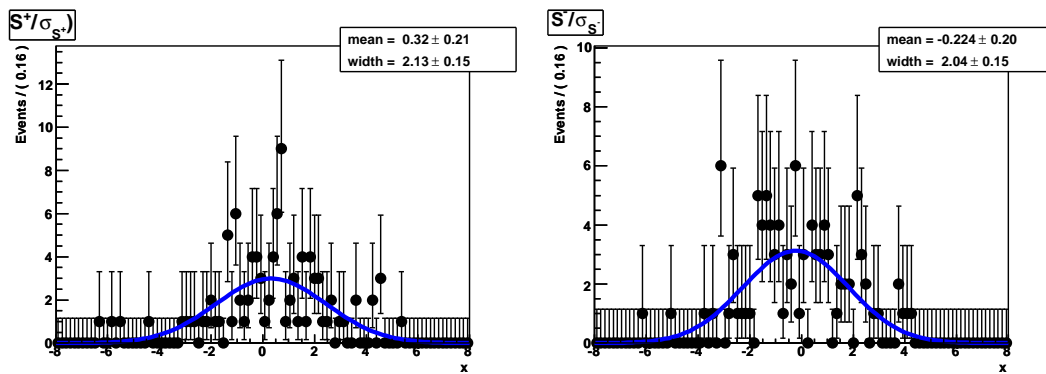 S⁺/σ_S⁺)
mean = 0.32 ± 0.21
width = 2.13 ± 0.15
Events / ( 0.16 )
12
10
8
6
4
2
0
-8 -6 -4 -2 0 2 4 6 8
x
S⁻/σ_S⁻
mean = -0.224 ± 0.20
width = 2.04 ± 0.15
Events / ( 0.16 )
10
8
6
4
2
0
-8 -6 -4 -2 0 2 4 6 8
x